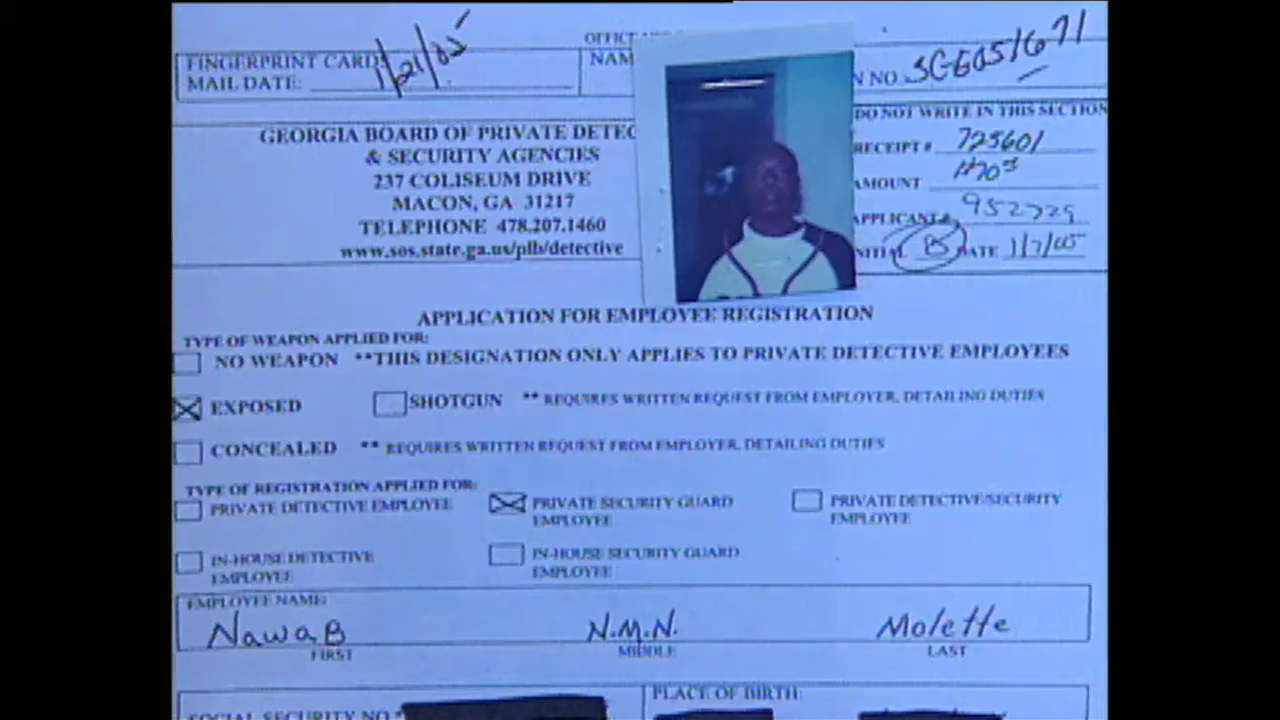 OFFICE
FINGERPRINT CARDS
MAIL DATE: 1/21/05
NAM
N NO. SG-6051671
GEORGIA BOARD OF PRIVATE DETEC
& SECURITY AGENCIES
237 COLISEUM DRIVE
MACON, GA 31217
TELEPHONE 478.207.1460
www.sos.state.ga.us/plb/detective
DO NOT WRITE IN THIS SECTION
RECEIPT # 725601
AMOUNT
APPLICANT# 952729
NITIAL B DATE 1/7/05
APPLICATION FOR EMPLOYEE REGISTRATION
TYPE OF WEAPON APPLIED FOR:
NO WEAPON **THIS DESIGNATION ONLY APPLIES TO PRIVATE DETECTIVE EMPLOYEES
EXPOSED SHOTGUN ** REQUIRES WRITTEN REQUEST FROM EMPLOYER, DETAILING DUTIES
CONCEALED ** REQUIRES WRITTEN REQUEST FROM EMPLOYER, DETAILING DUTIES
TYPE OF REGISTRATION APPLIED FOR:
PRIVATE DETECTIVE EMPLOYEE
PRIVATE SECURITY GUARD
EMPLOYEE
PRIVATE DETECTIVE/SECURITY
EMPLOYEE
IN-HOUSE DETECTIVE
EMPLOYEE
IN-HOUSE SECURITY GUARD
EMPLOYEE
EMPLOYEE NAME:
NawaB N.M.N. Molette
FIRST MIDDLE LAST
SOCIAL SECURITY NO.*
PLACE OF BIRTH: